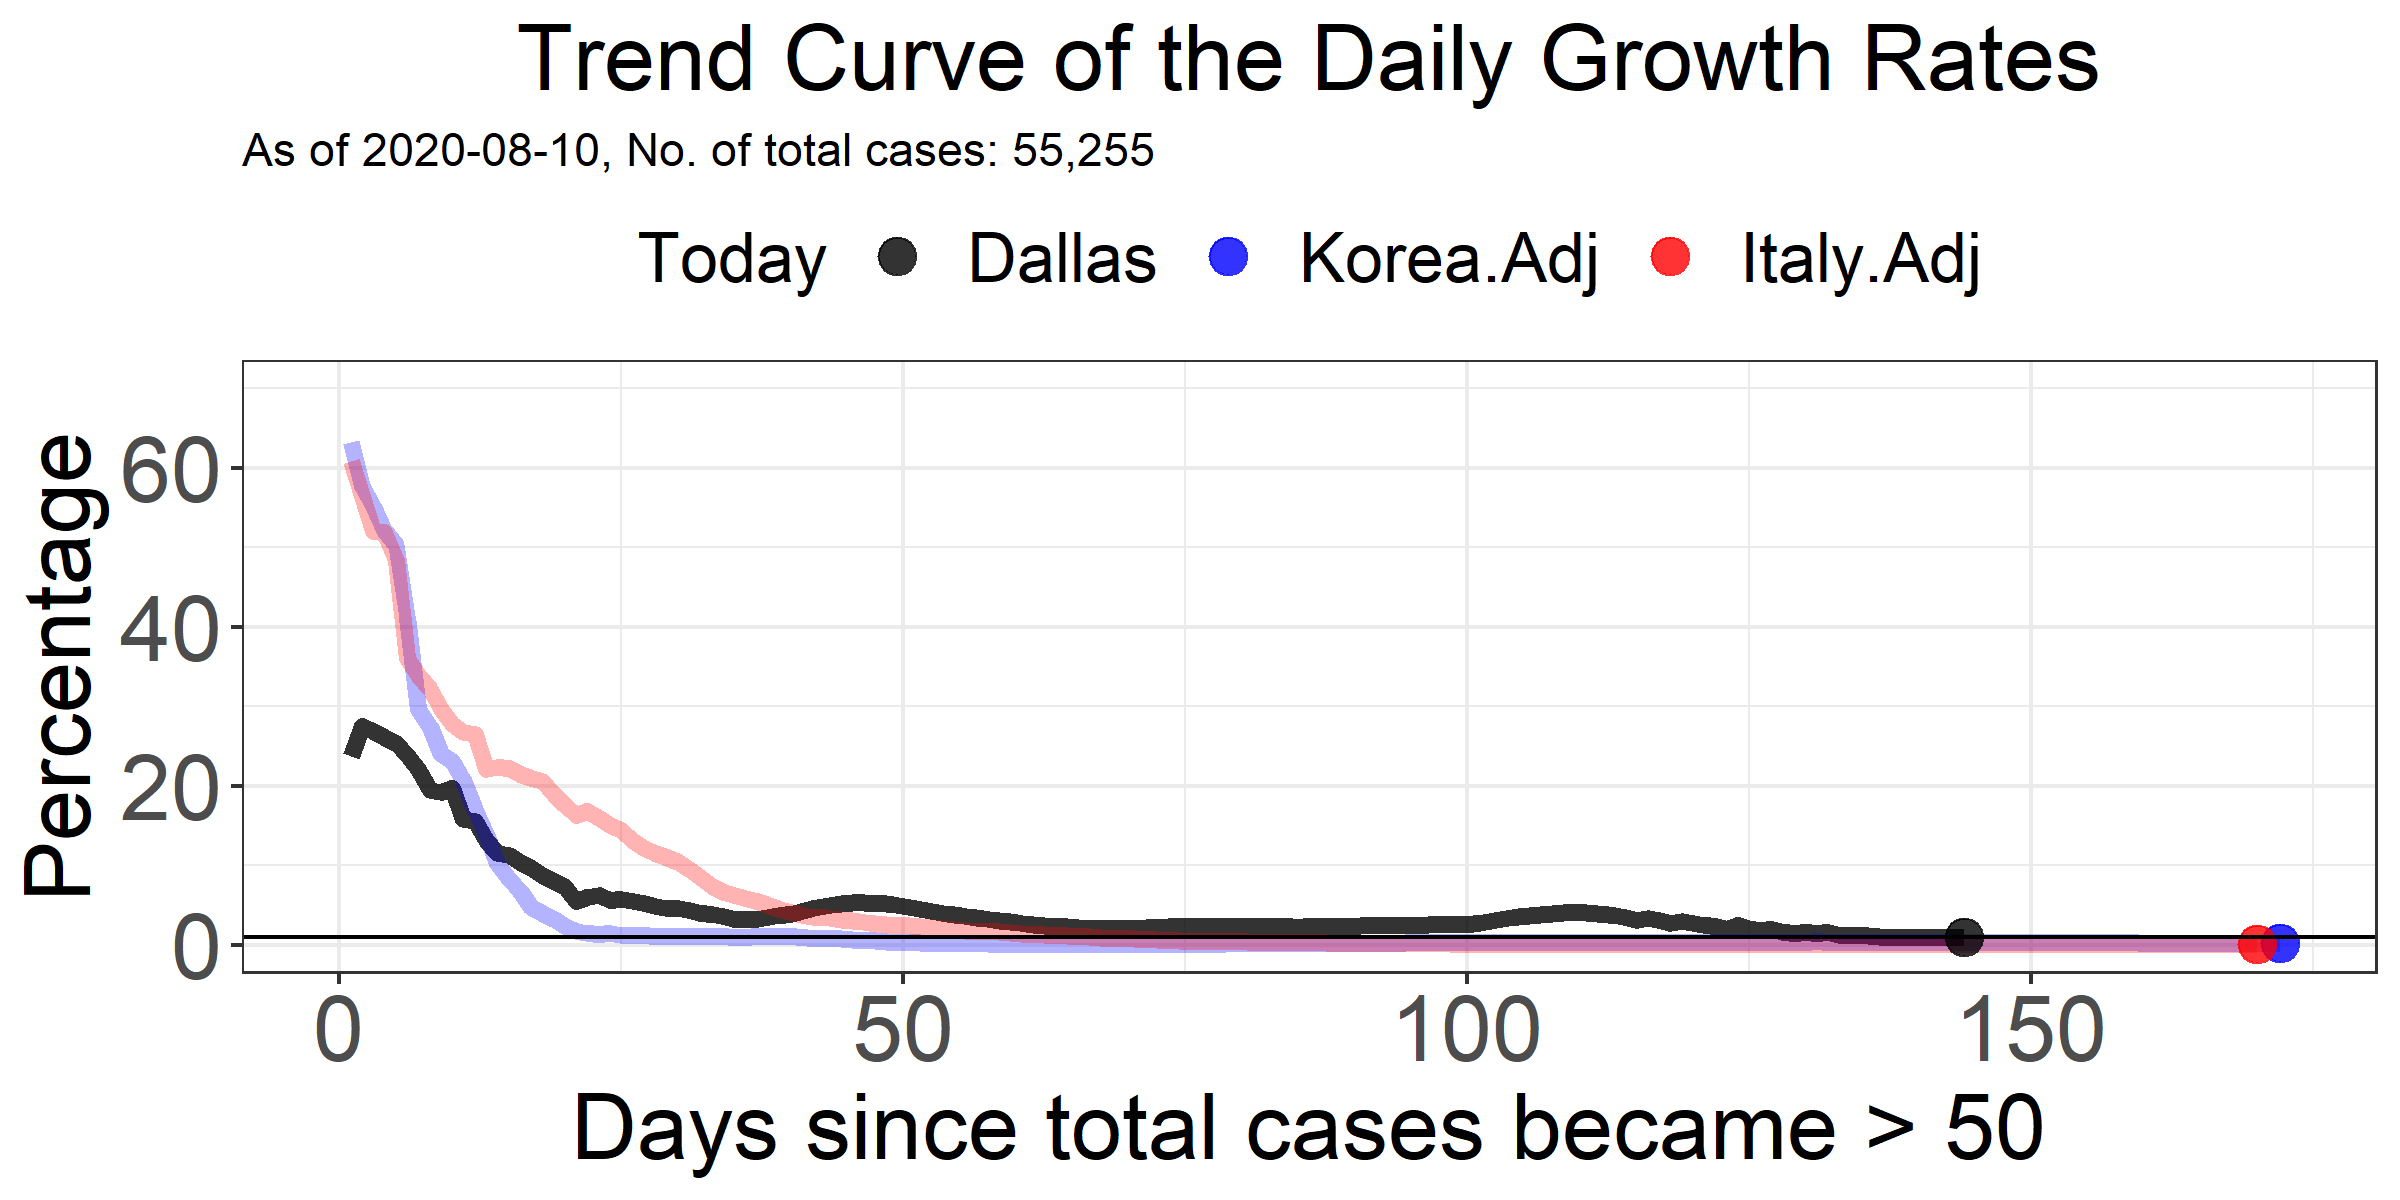 Trend Curve of the Daily Growth Rates
As of 2020-08-10, No. of total cases: 55,255
Today Dallas Korea.Adj Italy.Adj
Percentage
60
40
20
0
0 50 100 150
Days since total cases became > 50